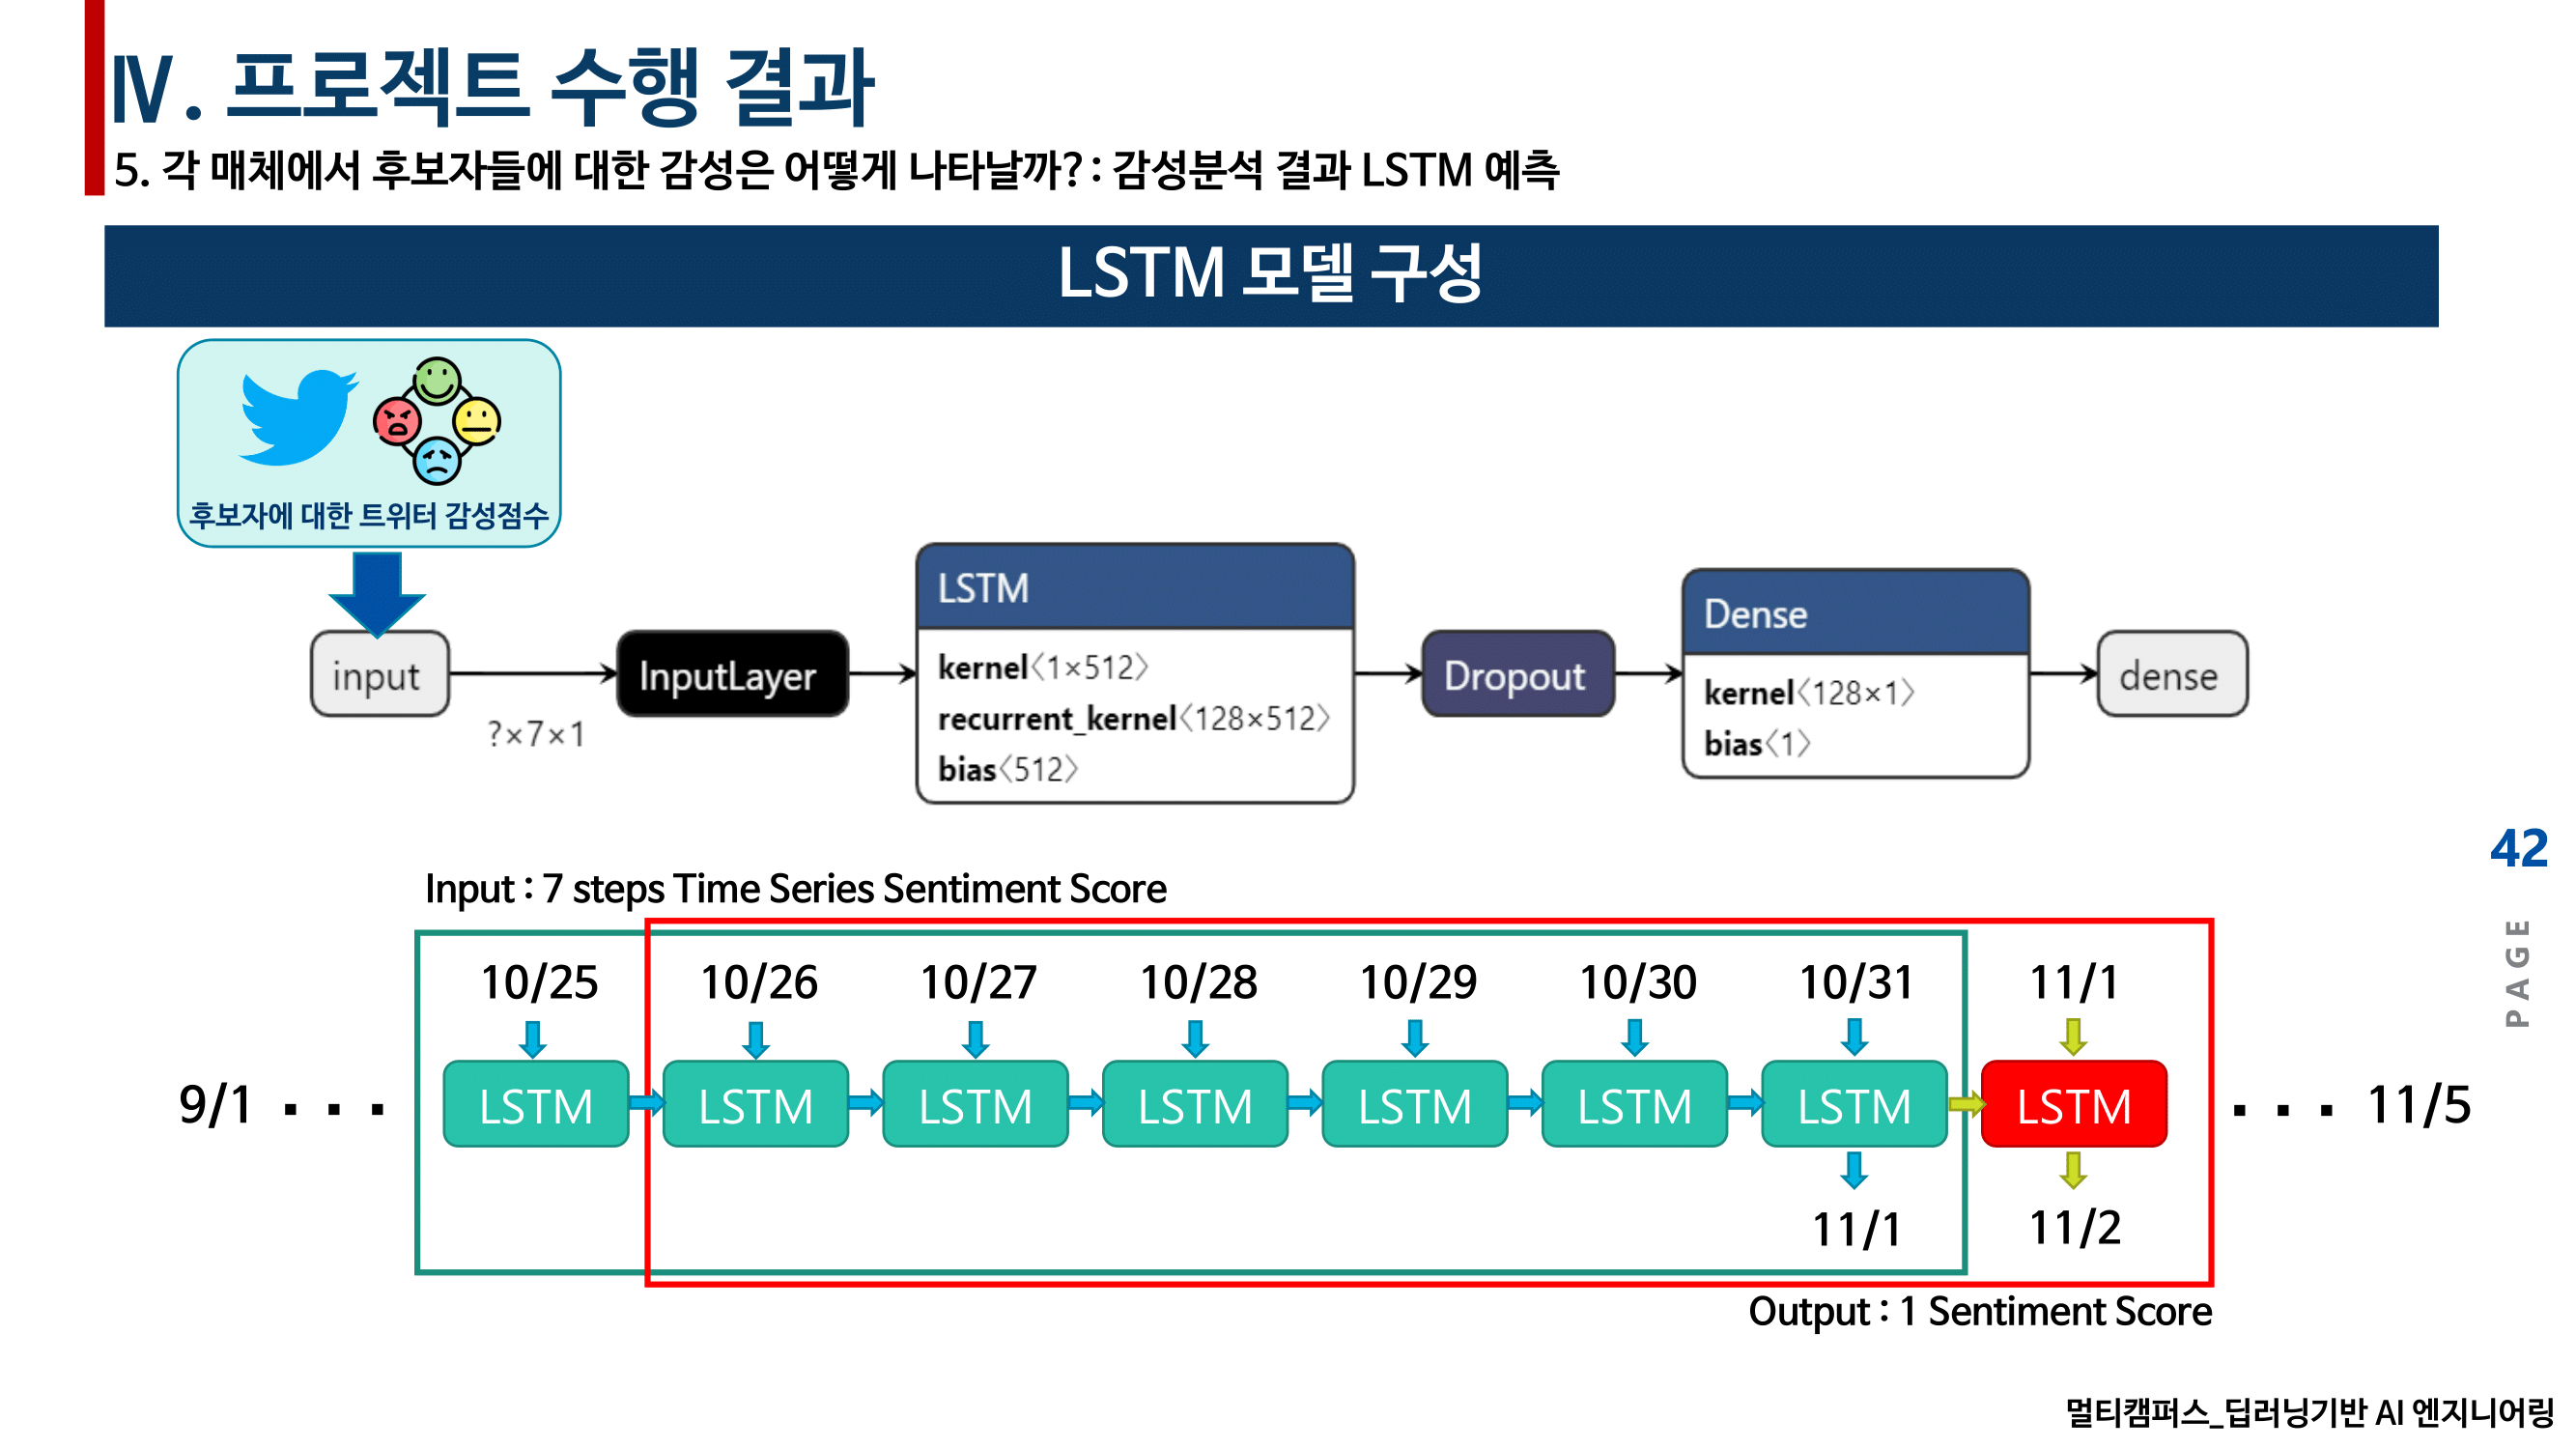 Ⅳ. 프로젝트 수행 결과
5. 각 매체에서 후보자들에 대한 감성은 어떻게 나타날까? : 감성분석 결과 LSTM 예측
LSTM 모델 구성
후보자에 대한 트위터 감성점수
input
?×7×1
InputLayer
LSTM
kernel〈1×512〉
recurrent_kernel〈128×512〉
bias〈512〉
Dropout
Dense
kernel〈128×1〉
bias〈1〉
dense
42
PAGE
Input : 7 steps Time Series Sentiment Score
10/25 10/26 10/27 10/28 10/29 10/30 10/31 11/1
9/1 ... LSTM LSTM LSTM LSTM LSTM LSTM LSTM LSTM ... 11/5
11/1 11/2
Output : 1 Sentiment Score
멀티캠퍼스_딥러닝기반 AI 엔지니어링